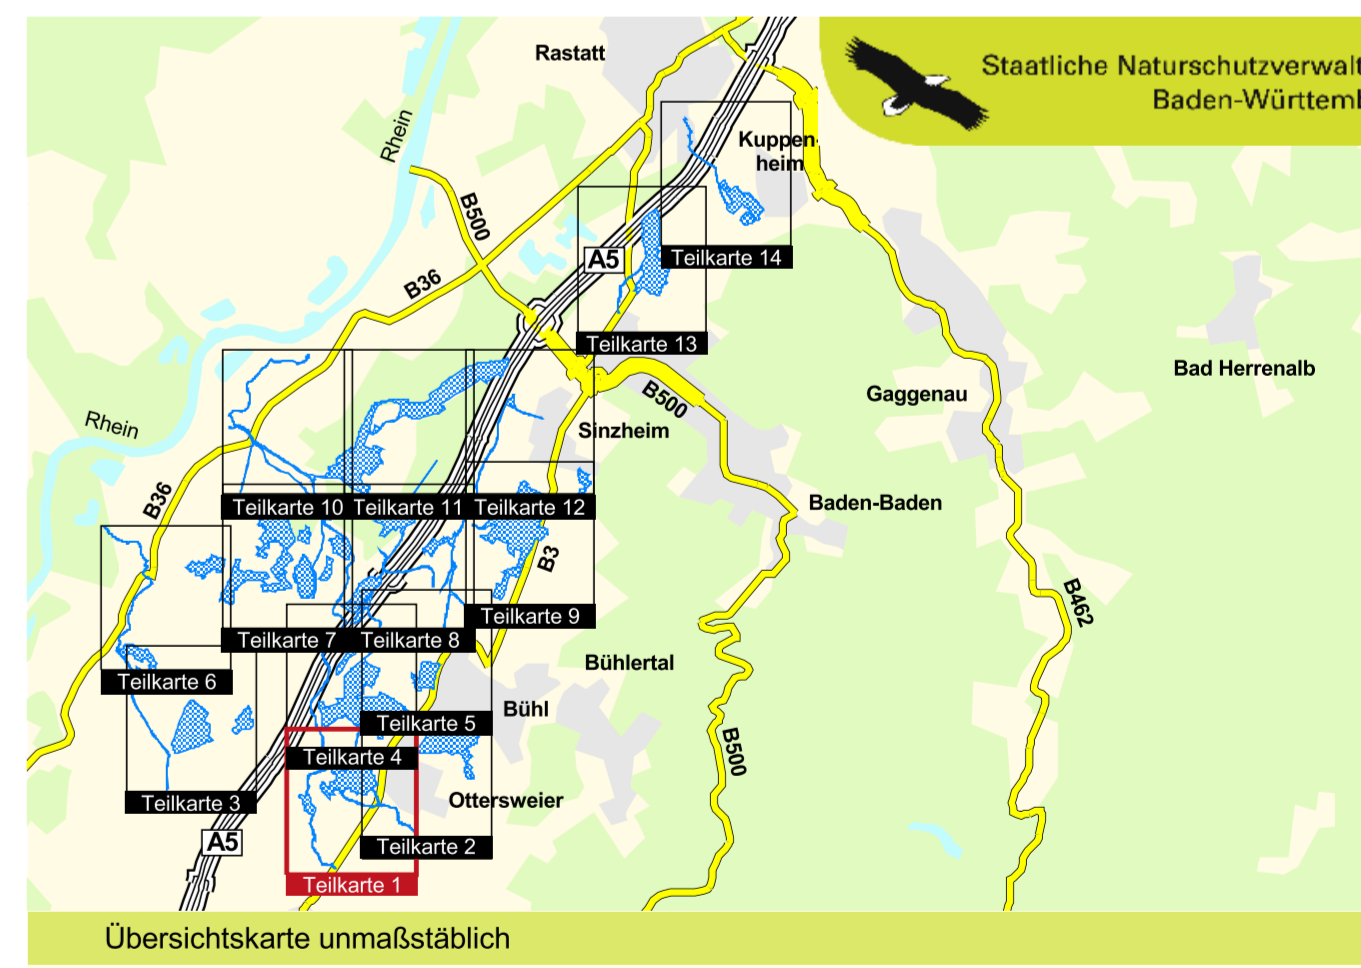 Rastatt
Staatliche Naturschutzverwalt
Baden-Württem
Rhein
Kuppen-
heim
B500
Teilkarte 14
A5
B36
Teilkarte 13
Bad Herrenalb
Gaggenau
B500
Rhein
Sinzheim
B36
Teilkarte 10
Teilkarte 11
Teilkarte 12
Baden-Baden
B3
B462
Teilkarte 9
Teilkarte 7
Teilkarte 8
Bühlertal
Teilkarte 6
Bühl
Teilkarte 5
B500
Teilkarte 4
Teilkarte 3
Ottersweier
A5
Teilkarte 2
Teilkarte 1
Übersichtskarte unmaßstäblich